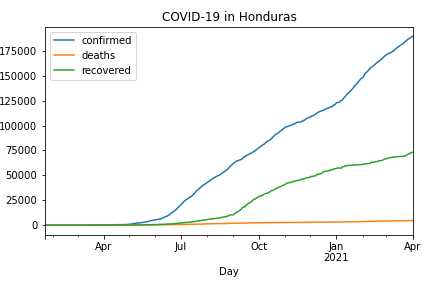 COVID-19 in Honduras
confirmed
deaths
recovered
175000
150000
125000
100000
75000
50000
25000
0
Apr Jul Oct Jan Apr
2021
Day